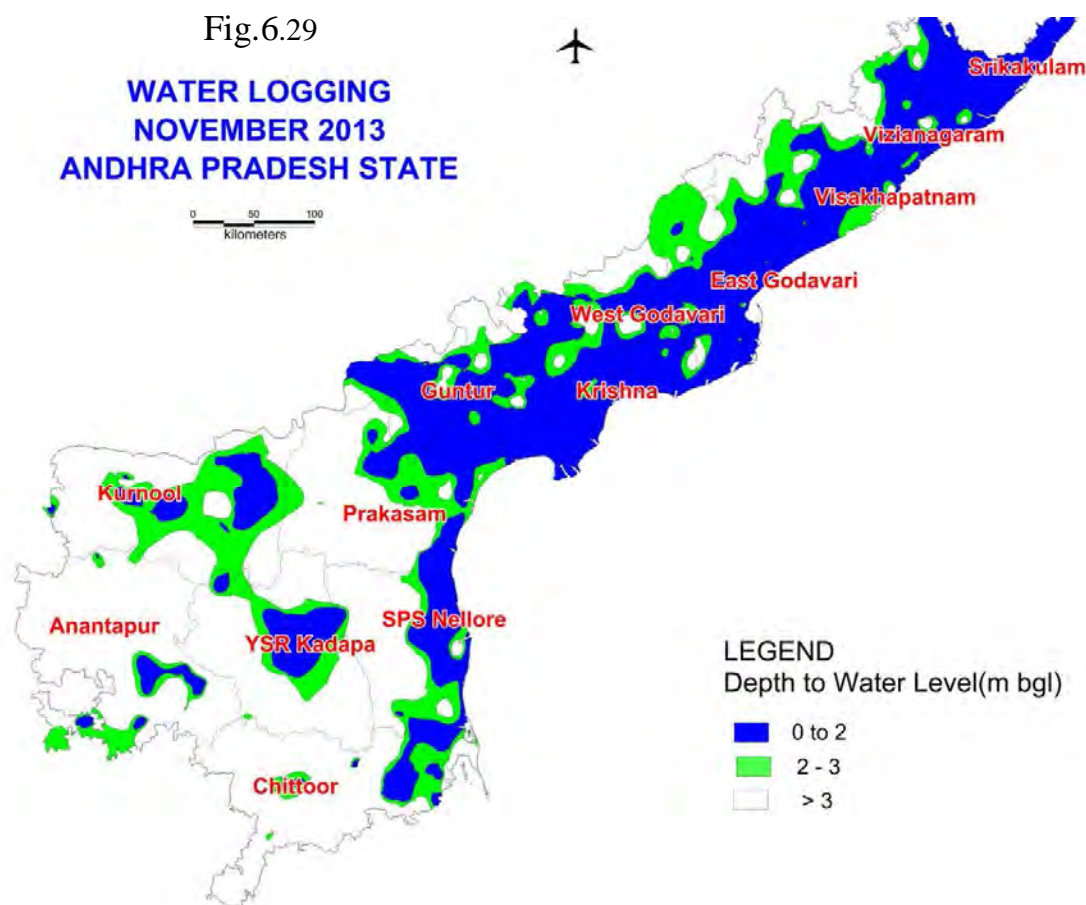 Fig.6.29
WATER LOGGING
NOVEMBER 2013
ANDHRA PRADESH STATE
0 50 100
kilometers
Srikakulam
Vizianagaram
Visakhapatnam
East Godavari
West Godavari
Guntur
Krishna
Kurnool
Prakasam
Anantapur
YSR Kadapa
SPS Nellore
Chittoor
LEGEND
Depth to Water Level(m bgl)
0 to 2
2 - 3
> 3